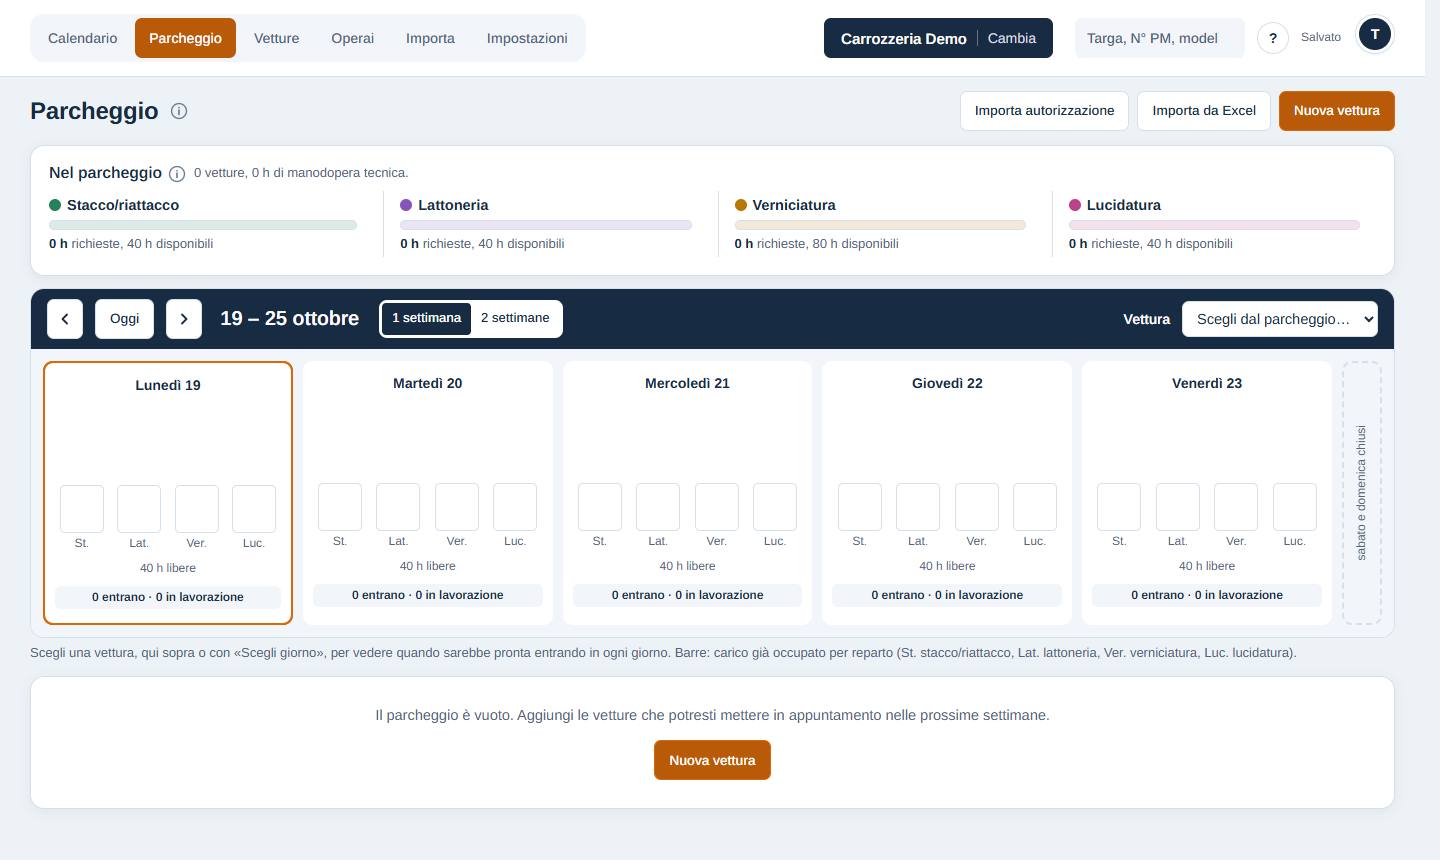 Calendario Parcheggio Vetture Operai Importa Impostazioni Carrozzeria Demo Cambia Targa, N° PM, model ? Salvato T
Parcheggio Importa autorizzazione Importa da Excel Nuova vettura
Nel parcheggio 0 vetture, 0 h di manodopera tecnica.
Stacco/riattacco Lattoneria Verniciatura Lucidatura
0 h richieste, 40 h disponibili 0 h richieste, 40 h disponibili 0 h richieste, 80 h disponibili 0 h richieste, 40 h disponibili
Oggi 19 – 25 ottobre 1 settimana 2 settimane Vettura Scegli dal parcheggio…
Lunedì 19 Martedì 20 Mercoledì 21 Giovedì 22 Venerdì 23
St. Lat. Ver. Luc. St. Lat. Ver. Luc. St. Lat. Ver. Luc. St. Lat. Ver. Luc. St. Lat. Ver. Luc.
40 h libere 40 h libere 40 h libere 40 h libere 40 h libere
0 entrano · 0 in lavorazione 0 entrano · 0 in lavorazione 0 entrano · 0 in lavorazione 0 entrano · 0 in lavorazione 0 entrano · 0 in lavorazione
sabato e domenica chiusi
Scegli una vettura, qui sopra o con «Scegli giorno», per vedere quando sarebbe pronta entrando in ogni giorno. Barre: carico già occupato per reparto (St. stacco/riattacco, Lat. lattoneria, Ver. verniciatura, Luc. lucidatura).
Il parcheggio è vuoto. Aggiungi le vetture che potresti mettere in appuntamento nelle prossime settimane.
Nuova vettura